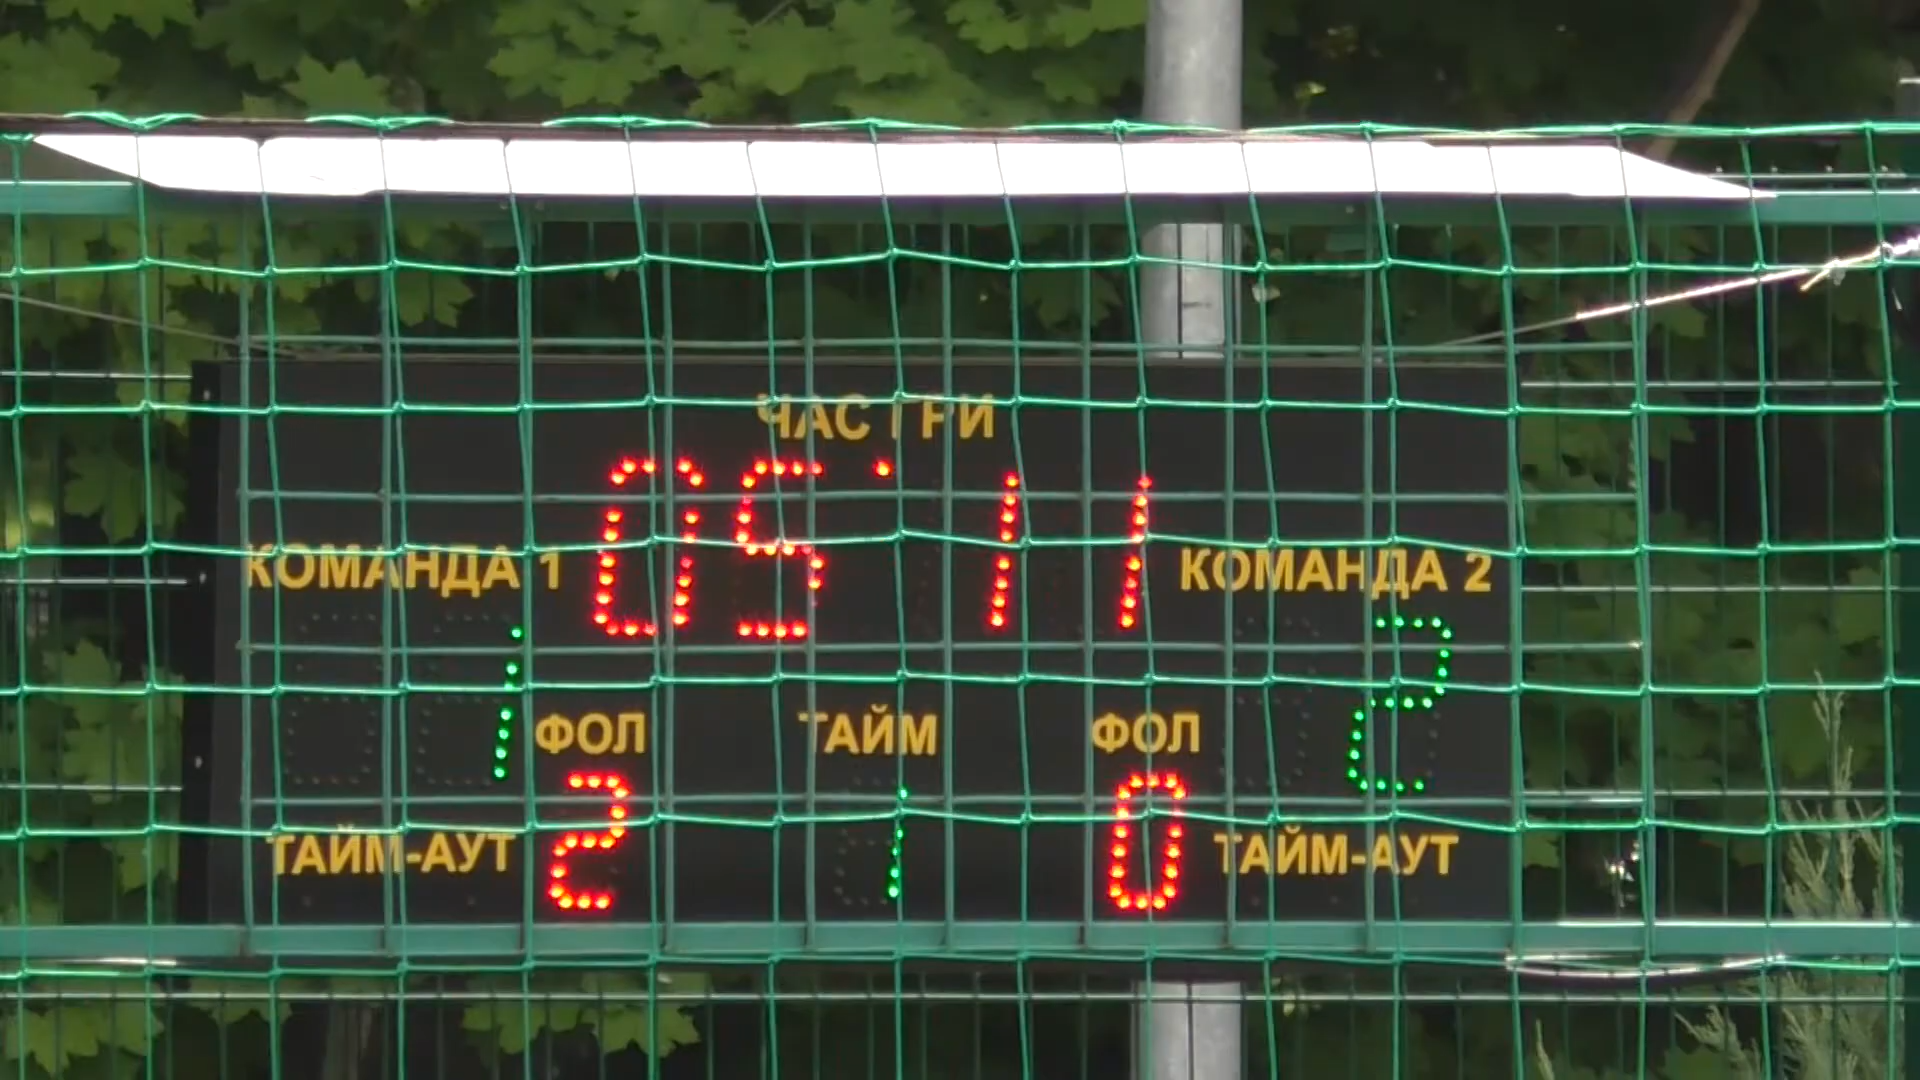 ЧАС ГРИ
05 11
КОМАНДА 1
КОМАНДА 2
1
2
ФОЛ
ТАЙМ
ФОЛ
2
1
0
ТАЙМ-АУТ
ТАЙМ-АУТ